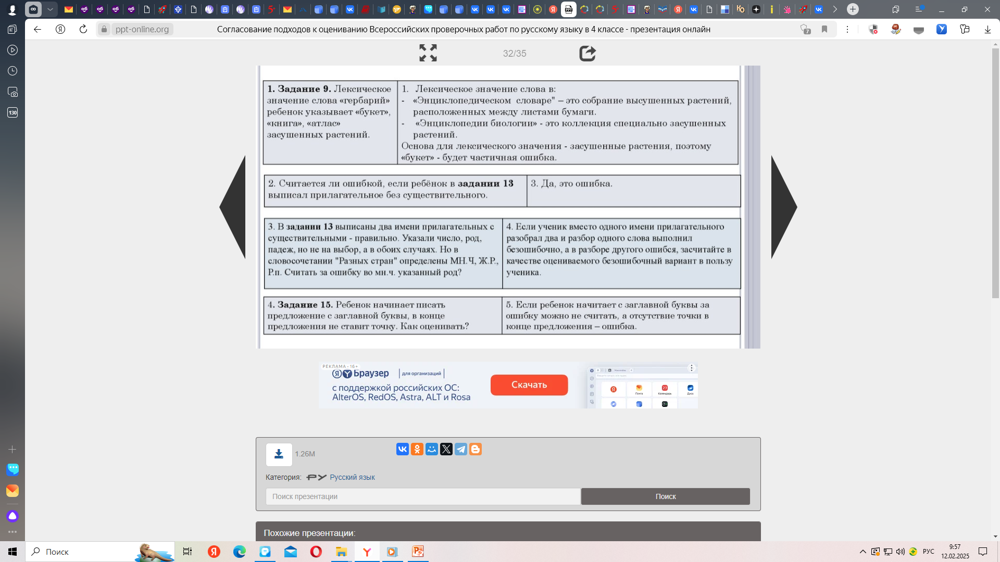 ppt-online.org
Согласование подходов к оцениванию Всероссийских проверочных работ по русскому языку в 4 классе - презентация онлайн
7
130
32/35
1. Задание 9. Лексическое
значение слова «гербарий»
ребенок указывает «букет»,
«книга», «атлас»
засушенных растений.
1. Лексическое значение слова в:
- «Энциклопедическом словаре" – это собрание высушенных растений,
расположенных между листами бумаги.
- «Энциклопедии биологии» - это коллекция специально засушенных
растений.
Основа для лексического значения - засушенные растения, поэтому
«букет» - будет частичная ошибка.
2. Считается ли ошибкой, если ребёнок в задании 13
выписал прилагательное без существительного.
3. Да, это ошибка.
3. В задании 13 выписаны два имени прилагательных с
существительными - правильно. Указали число, род,
падеж, но не на выбор, а в обоих случаях. Но в
словосочетании "Разных стран" определены МН.Ч, Ж.Р.,
Р.п. Считать за ошибку во мн.ч. указанный род?
4. Если ученик вместо одного имени прилагательного
разобрал два и разбор одного слова выполнил
безошибочно, а в разборе другого ошибся, засчитайте в
качестве оцениваемого безошибочный вариант в пользу
ученика.
4. Задание 15. Ребенок начинает писать
предложение с заглавной буквы, в конце
предложения не ставит точку. Как оценивать?
5. Если ребенок начитает с заглавной буквы за
ошибку можно не считать, а отсутствие точки в
конце предложения – ошибка.
РЕКЛAМА • 16+
Браузер
для организаций
с поддержкой российских ОС:
AlterOS, RedOS, Astra, ALT и Rosa
Скачать
Почта
Календарь
Диск
1.26M
Категория:
Русский язык
Поиск презентации
Поиск
Похожие презентации:
Поиск
РУС
9:57
12.02.2025